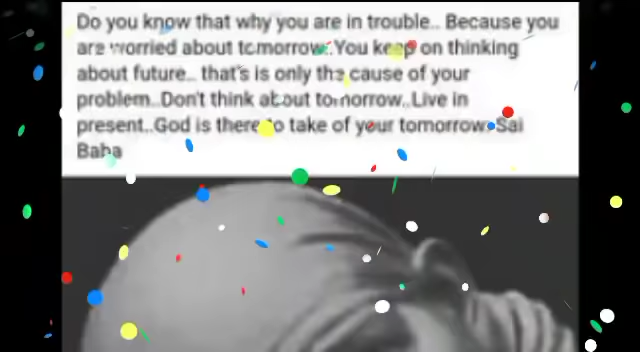 Do you know that why you are in trouble.. Because you
are worried about tomorrow..You keep on thinking
about future.. that's is only the cause of your
problem..Don't think about tomorrow..Live in
present..God is there to take of your tomorrow. Sai
Baba